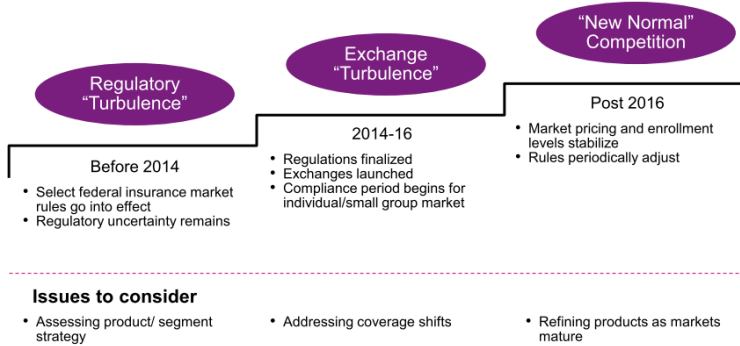 Regulatory
“Turbulence”
Before 2014
• Select federal insurance market
rules go into effect
• Regulatory uncertainty remains
Exchange
“Turbulence”
2014-16
• Regulations finalized
• Exchanges launched
• Compliance period begins for
individual/small group market
“New Normal”
Competition
Post 2016
• Market pricing and enrollment
levels stabilize
• Rules periodically adjust
Issues to consider
• Assessing product/ segment
strategy
• Addressing coverage shifts
• Refining products as markets
mature